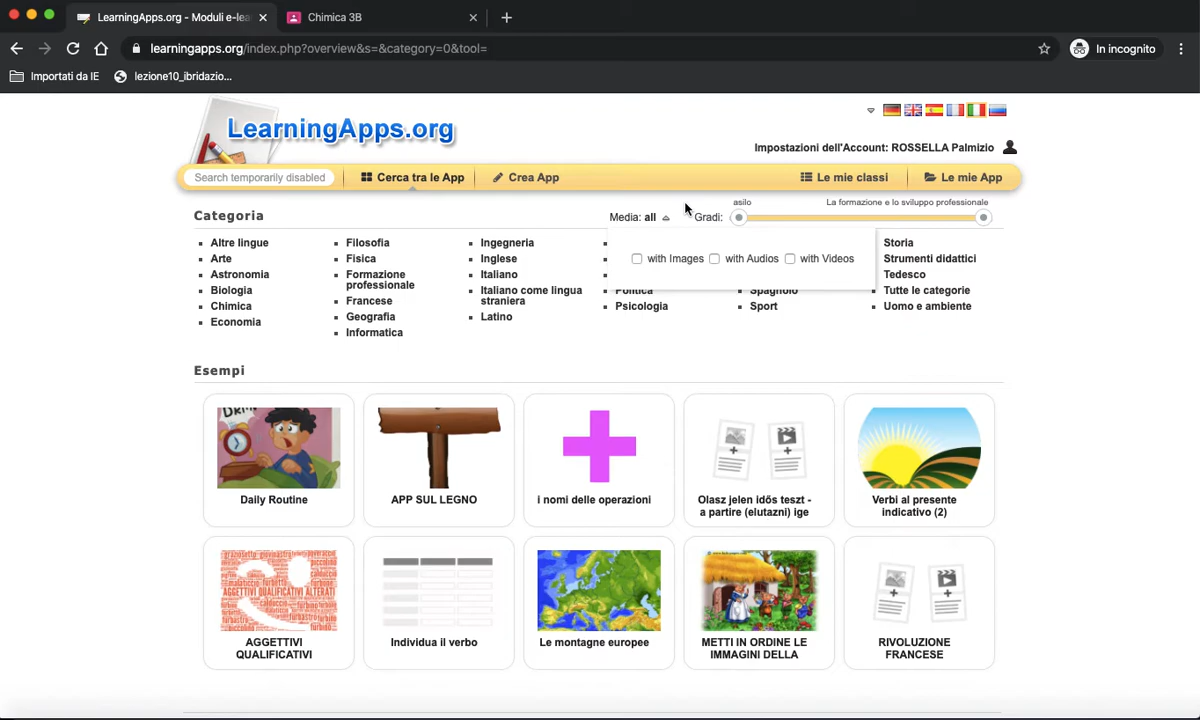 LearningApps.org - Moduli e-lea
Chimica 3B
learningapps.org/index.php?overview&s=&category=0&tool=
In incognito
Importati da IE
lezione10_ibridazio...
LearningApps.org
Impostazioni dell'Account: ROSSELLA Palmizio
Search temporarily disabled
Cerca tra le App
Crea App
Le mie classi
Le mie App
Categoria
Media: all
Gradi:
asilo
La formazione e lo sviluppo professionale
with Images
with Audios
with Videos
Altre lingue
Arte
Astronomia
Biologia
Chimica
Economia
Filosofia
Fisica
Formazione
professionale
Francese
Geografia
Informatica
Ingegneria
Inglese
Italiano
Italiano come lingua
straniera
Latino
Politica
Psicologia
Spagnolo
Sport
Storia
Strumenti didattici
Tedesco
Tutte le categorie
Uomo e ambiente
Esempi
Daily Routine
APP SUL LEGNO
i nomi delle operazioni
Olasz jelen idős teszt -
a partire (elutazni) ige
Verbi al presente
indicativo (2)
AGGETTIVI QUALIFICATIVI ALTERATI
AGGETTIVI
QUALIFICATIVI
Individua il verbo
Le montagne europee
METTI IN ORDINE LE
IMMAGINI DELLA
RIVOLUZIONE
FRANCESE